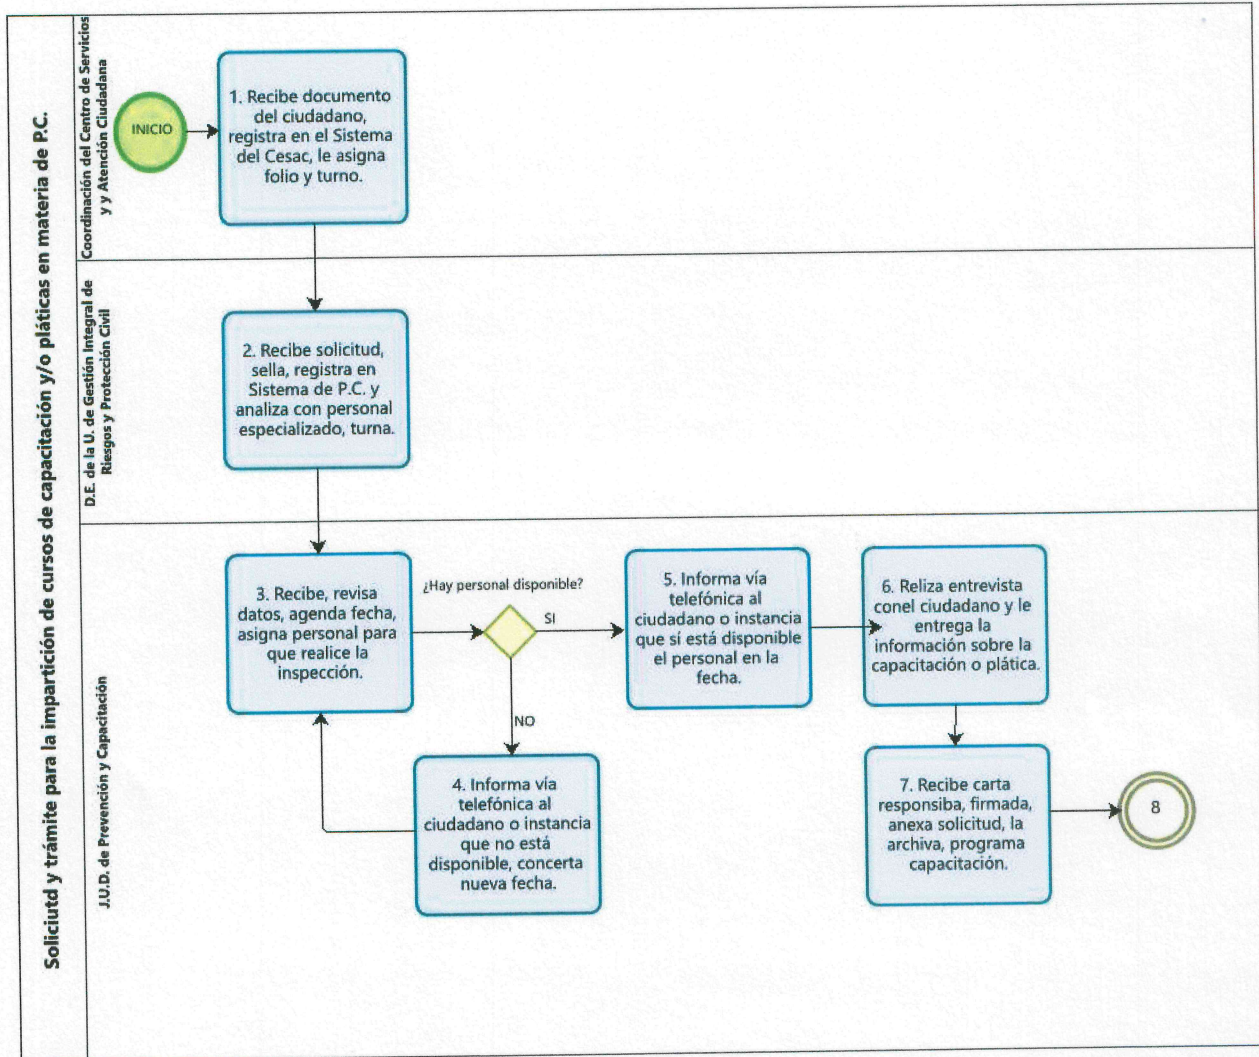 Soliciutd y trámite para la impartición de cursos de capacitación y/o pláticas en materia de P.C.
Coordinación del Centro de Servicios
y y Atención Ciudadana
INICIO
1. Recibe documento
del ciudadano,
registra en el Sistema
del Cesac, le asigna
folio y turno.
D.E. de la U. de Gestión Integral de
Riesgos y Protección Civil
2. Recibe solicitud,
sella, registra en
Sistema de P.C. y
analiza con personal
especializado, turna.
J.U.D. de Prevención y Capacitación
3. Recibe, revisa
datos, agenda fecha,
asigna personal para
que realice la
inspección.
¿Hay personal disponible?
SI
NO
4. Informa vía
telefónica al
ciudadano o instancia
que no está
disponible, concerta
nueva fecha.
5. Informa vía
telefónica al
ciudadano o instancia
que sí está disponible
el personal en la
fecha.
6. Reliza entrevista
conel ciudadano y le
entrega la
información sobre la
capacitación o plática.
7. Recibe carta
responsiba, firmada,
anexa solicitud, la
archiva, programa
capacitación.
8